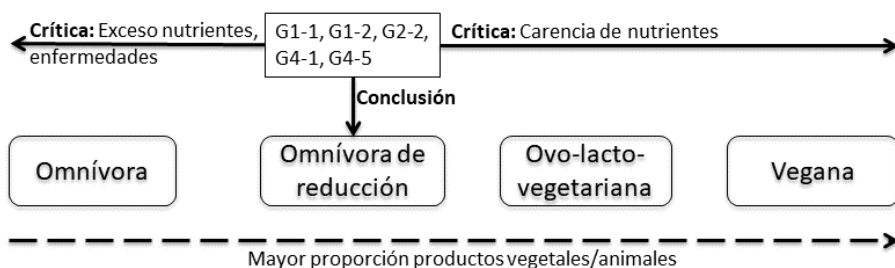 Crítica: Exceso nutrientes,
enfermedades
G1-1, G1-2, G2-2,
G4-1, G4-5
Crítica: Carencia de nutrientes
Conclusión
Omnívora
Omnívora de
reducción
Ovo-lacto-
vegetariana
Vegana
Mayor proporción productos vegetales/animales